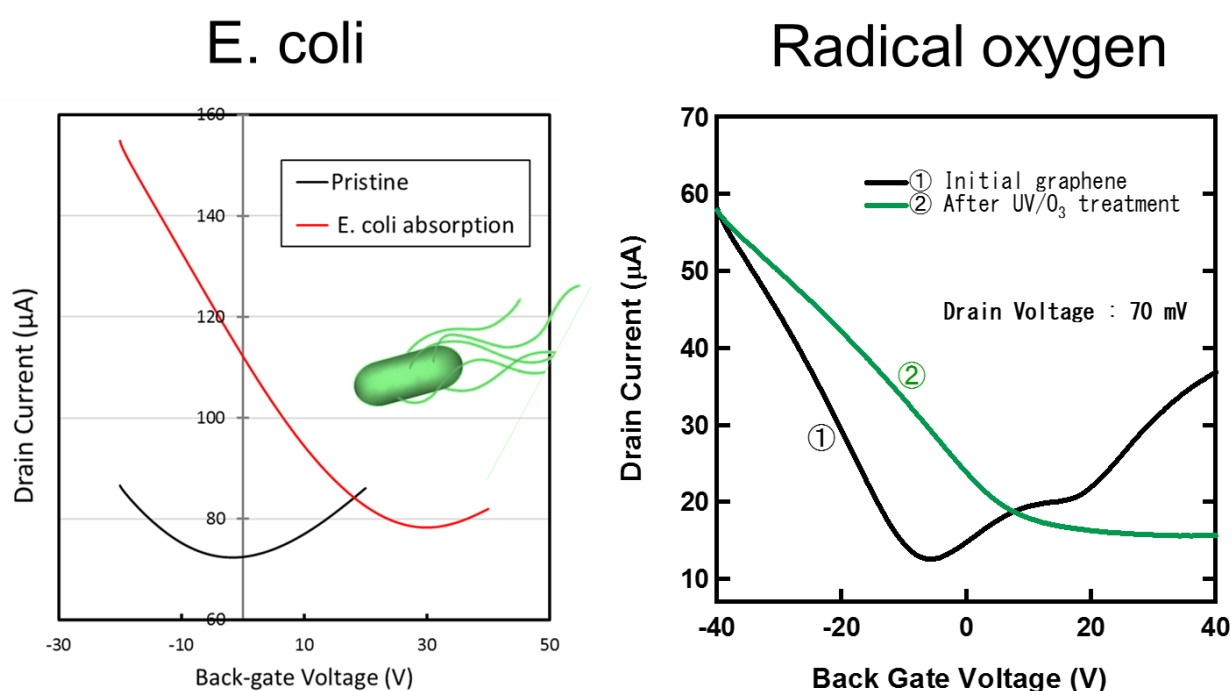 E. coli
Radical oxygen
160
140
120
100
80
60
-30
-10
10
30
50
Drain Current (μA)
Back-gate Voltage (V)
Pristine
E. coli absorption
70
60
50
40
30
20
10
-40
-20
0
20
40
Drain Current (μA)
Back Gate Voltage (V)
① Initial graphene
② After UV/O₃ treatment
Drain Voltage : 70 mV
①
②